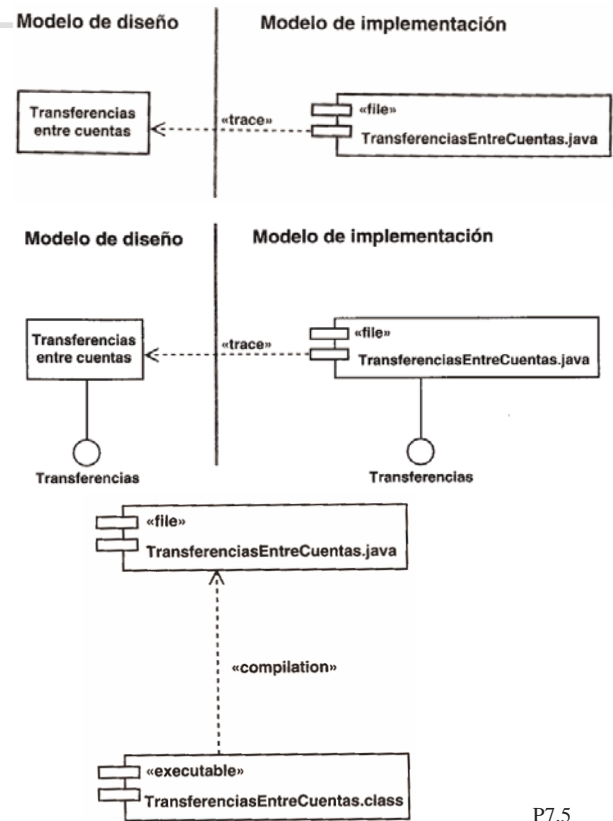 Modelo de diseño
Modelo de implementación
Transferencias
entre cuentas
«trace»
«file»
TransferenciasEntreCuentas.java
Modelo de diseño
Modelo de implementación
Transferencias
entre cuentas
«trace»
«file»
TransferenciasEntreCuentas.java
Transferencias
Transferencias
«file»
TransferenciasEntreCuentas.java
«compilation»
«executable»
TransferenciasEntreCuentas.class
P7.5